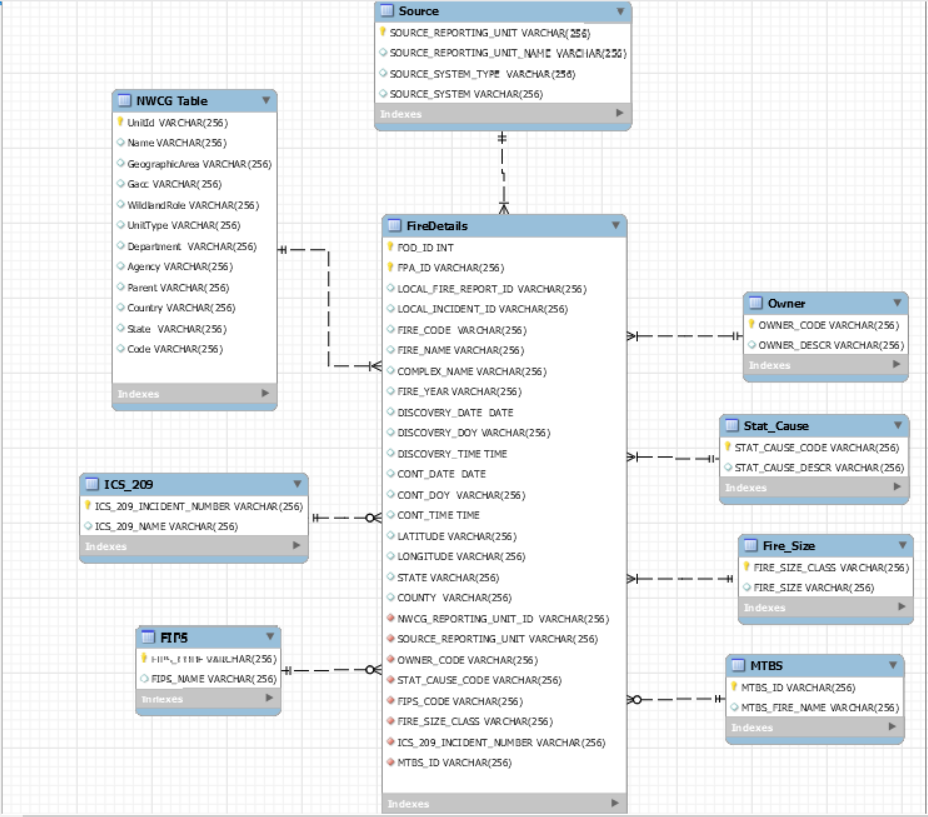 Source
SOURCE_REPORTING_UNIT VARCHAR(256)
SOURCE_REPORTING_UNIT_NAME VARCHAR(256)
SOURCE_SYSTEM_TYPE VARCHAR(256)
SOURCE_SYSTEM VARCHAR(256)
Indexes
NWCG Table
UnitId VARCHAR(256)
Name VARCHAR(256)
GeographicArea VARCHAR(256)
Gacc VARCHAR(256)
WildlandRole VARCHAR(256)
UnitType VARCHAR(256)
Department VARCHAR(256)
Agency VARCHAR(256)
Parent VARCHAR(256)
Country VARCHAR(256)
State VARCHAR(256)
Code VARCHAR(256)
Indexes
FireDetails
FOD_ID INT
FPA_ID VARCHAR(256)
LOCAL_FIRE_REPORT_ID VARCHAR(256)
LOCAL_INCIDENT_ID VARCHAR(256)
FIRE_CODE VARCHAR(256)
FIRE_NAME VARCHAR(256)
COMPLEX_NAME VARCHAR(256)
FIRE_YEAR VARCHAR(256)
DISCOVERY_DATE DATE
DISCOVERY_DOY VARCHAR(256)
DISCOVERY_TIME TIME
CONT_DATE DATE
CONT_DOY VARCHAR(256)
CONT_TIME TIME
LATITUDE VARCHAR(256)
LONGITUDE VARCHAR(256)
STATE VARCHAR(256)
COUNTY VARCHAR(256)
NWCG_REPORTING_UNIT_ID VARCHAR(256)
SOURCE_REPORTING_UNIT VARCHAR(256)
OWNER_CODE VARCHAR(256)
STAT_CAUSE_CODE VARCHAR(256)
FIPS_CODE VARCHAR(256)
FIRE_SIZE_CLASS VARCHAR(256)
ICS_209_INCIDENT_NUMBER VARCHAR(256)
MTBS_ID VARCHAR(256)
Indexes
Owner
OWNER_CODE VARCHAR(256)
OWNER_DESCR VARCHAR(256)
Indexes
Stat_Cause
STAT_CAUSE_CODE VARCHAR(256)
STAT_CAUSE_DESCR VARCHAR(256)
Indexes
ICS_209
ICS_209_INCIDENT_NUMBER VARCHAR(256)
ICS_209_NAME VARCHAR(256)
Indexes
Fire_Size
FIRE_SIZE_CLASS VARCHAR(256)
FIRE_SIZE VARCHAR(256)
Indexes
FIPS
FIPS_CODE VARCHAR(256)
FIPS_NAME VARCHAR(256)
Indexes
MTBS
MTBS_ID VARCHAR(256)
MTBS_FIRE_NAME VARCHAR(256)
Indexes